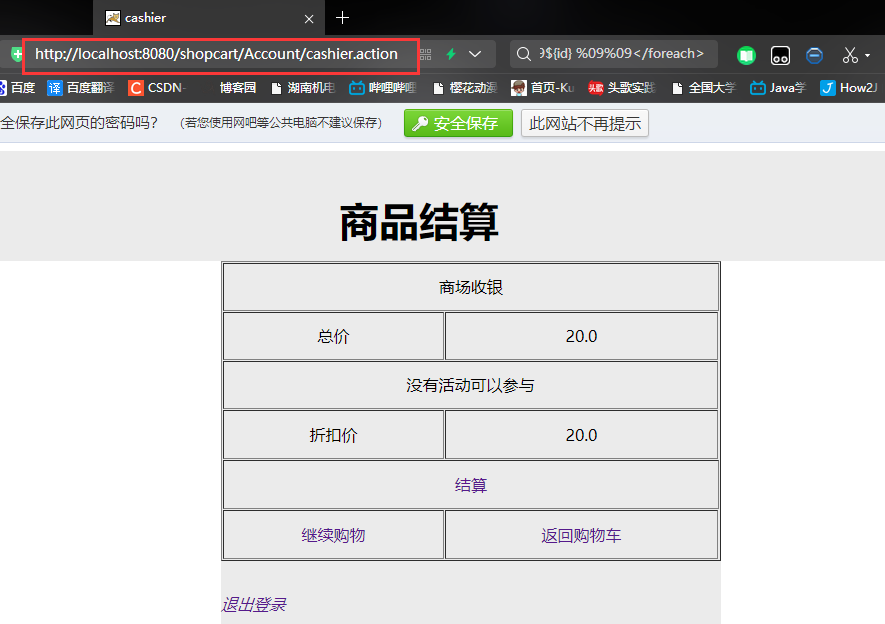 cashier
http://localhost:8080/shopcart/Account/cashier.action
${id} %09%09</foreach>
百度 译 百度翻译 C CSDN- 博客园 湖南机电 哔哩哔哩 樱花动漫 首页-Ku 头歌 头歌实践 全国大学 Java学 How2J
全保存此网页的密码吗? (若您使用网吧等公共电脑不建议保存) 安全保存 此网站不再提示
商品结算
商场收银
总价 20.0
没有活动可以参与
折扣价 20.0
结算
继续购物 返回购物车
退出登录